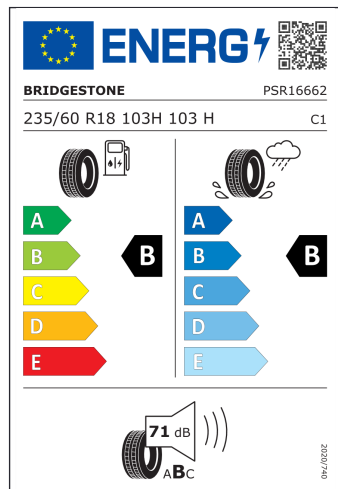 ENERG
BRIDGESTONE PSR16662
235/60 R18 103H 103 H C1
A A
B B B B
C C
D D
E E
71 dB
ABC
2020/740